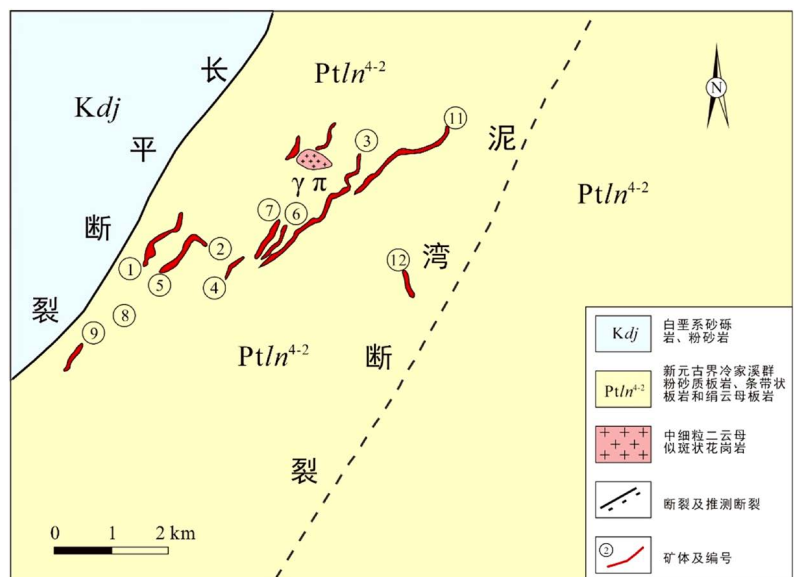 Kdj
长
平
断
裂
Ptln4-2
N
γ π
泥
湾
断
裂
Ptln4-2
Ptln4-2
①
②
③
④
⑤
⑥
⑦
⑧
⑨
⑪
⑫
0 1 2 km
Kdj
白垩系砂砾
岩、粉砂岩
Ptln4-2
新元古界冷家溪群
粉砂质板岩、条带状
板岩和绢云母板岩
中细粒二云母
似斑状花岗岩
断裂及推测断裂
②
矿体及编号